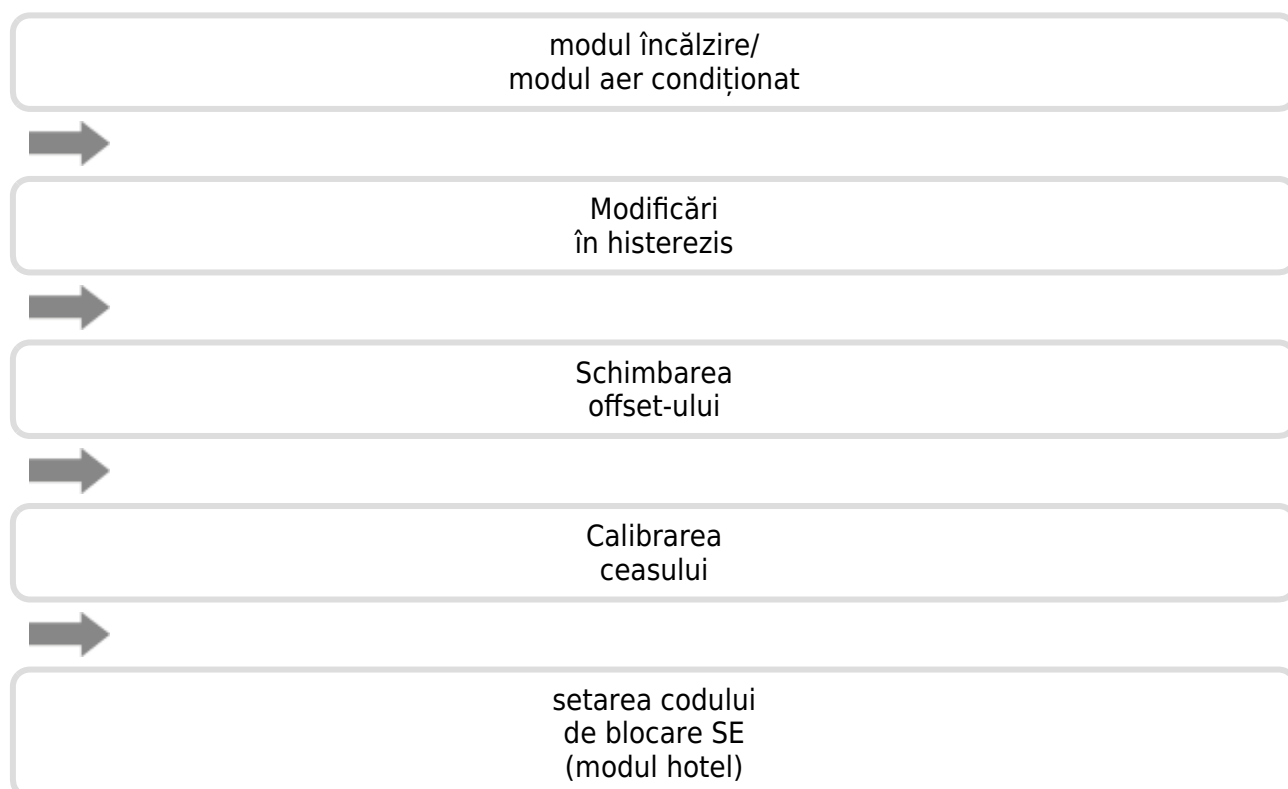 modul încălzire/
modul aer condiționat
Modificări
în histerezis
Schimbarea
offset-ului
Calibrarea
ceasului
setarea codului
de blocare SE
(modul hotel)